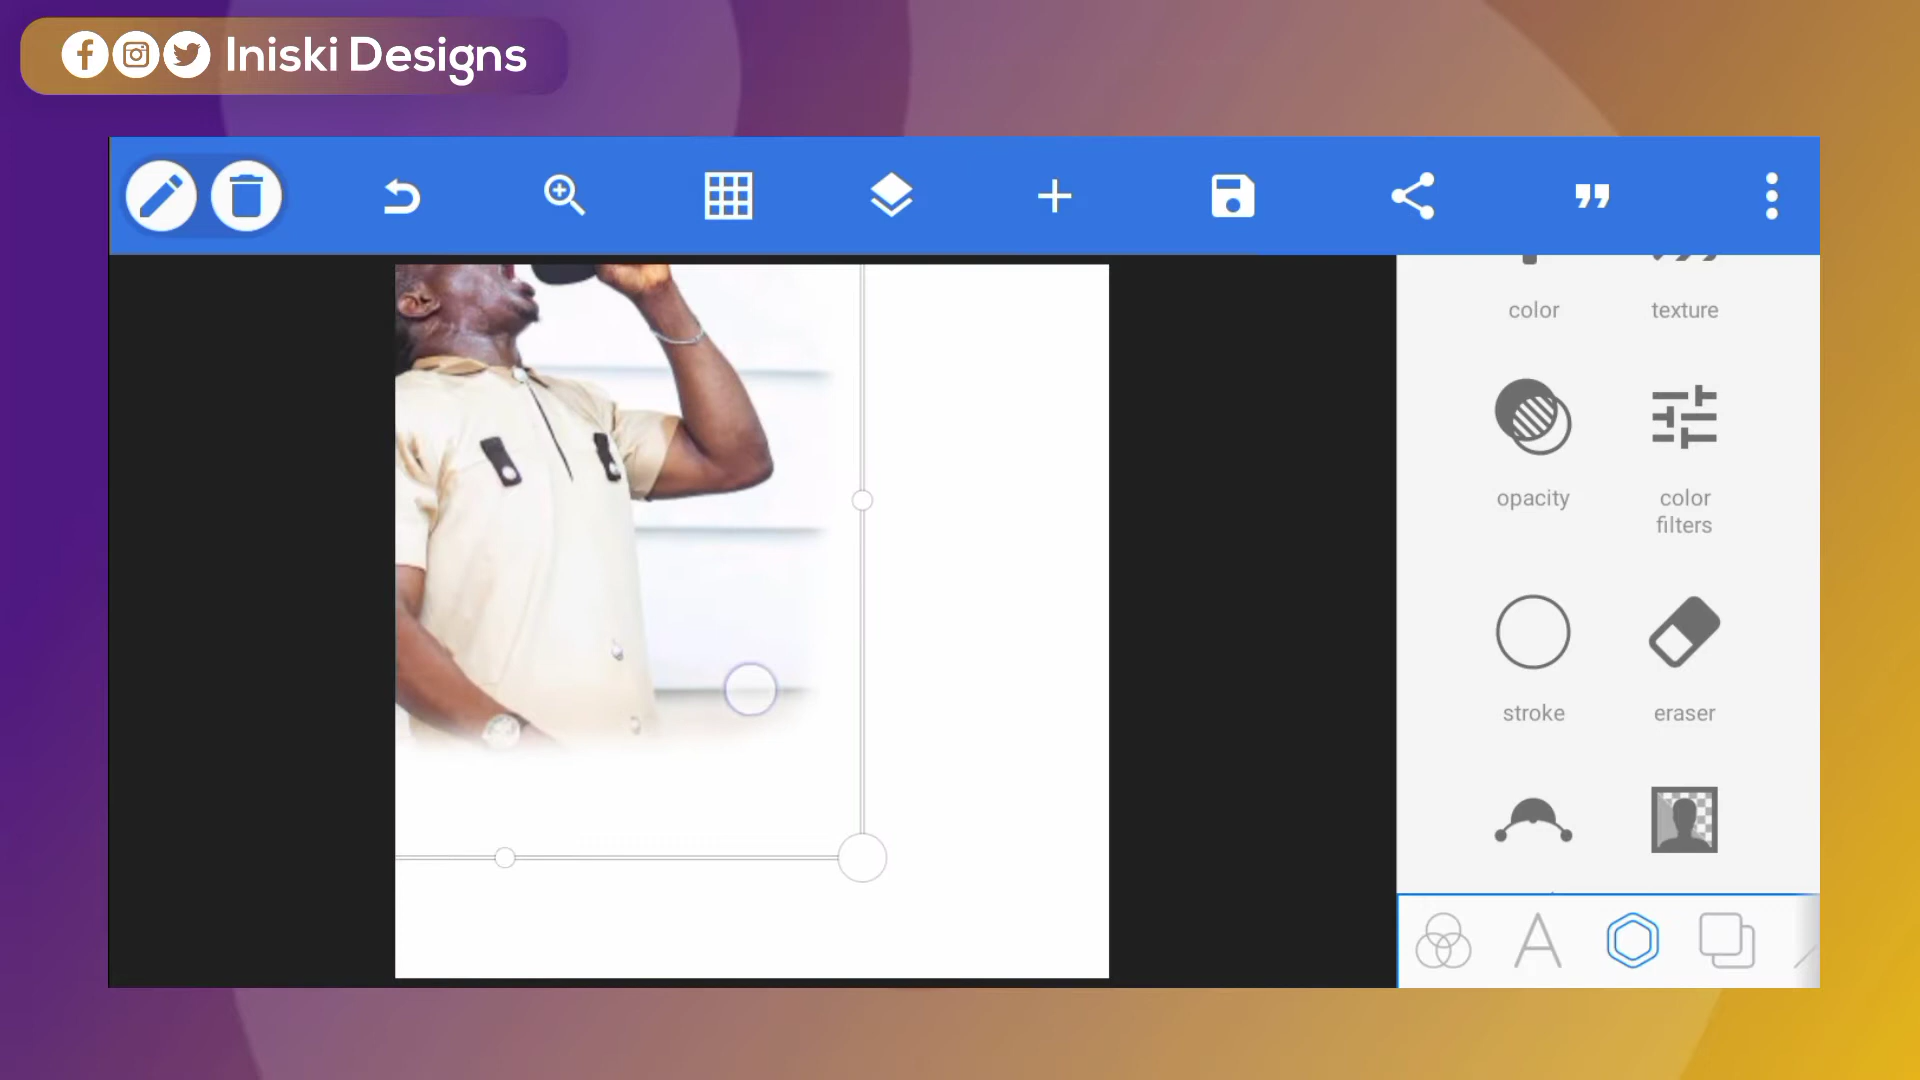 Iniski Designs
color
texture
opacity
color
filters
stroke
eraser